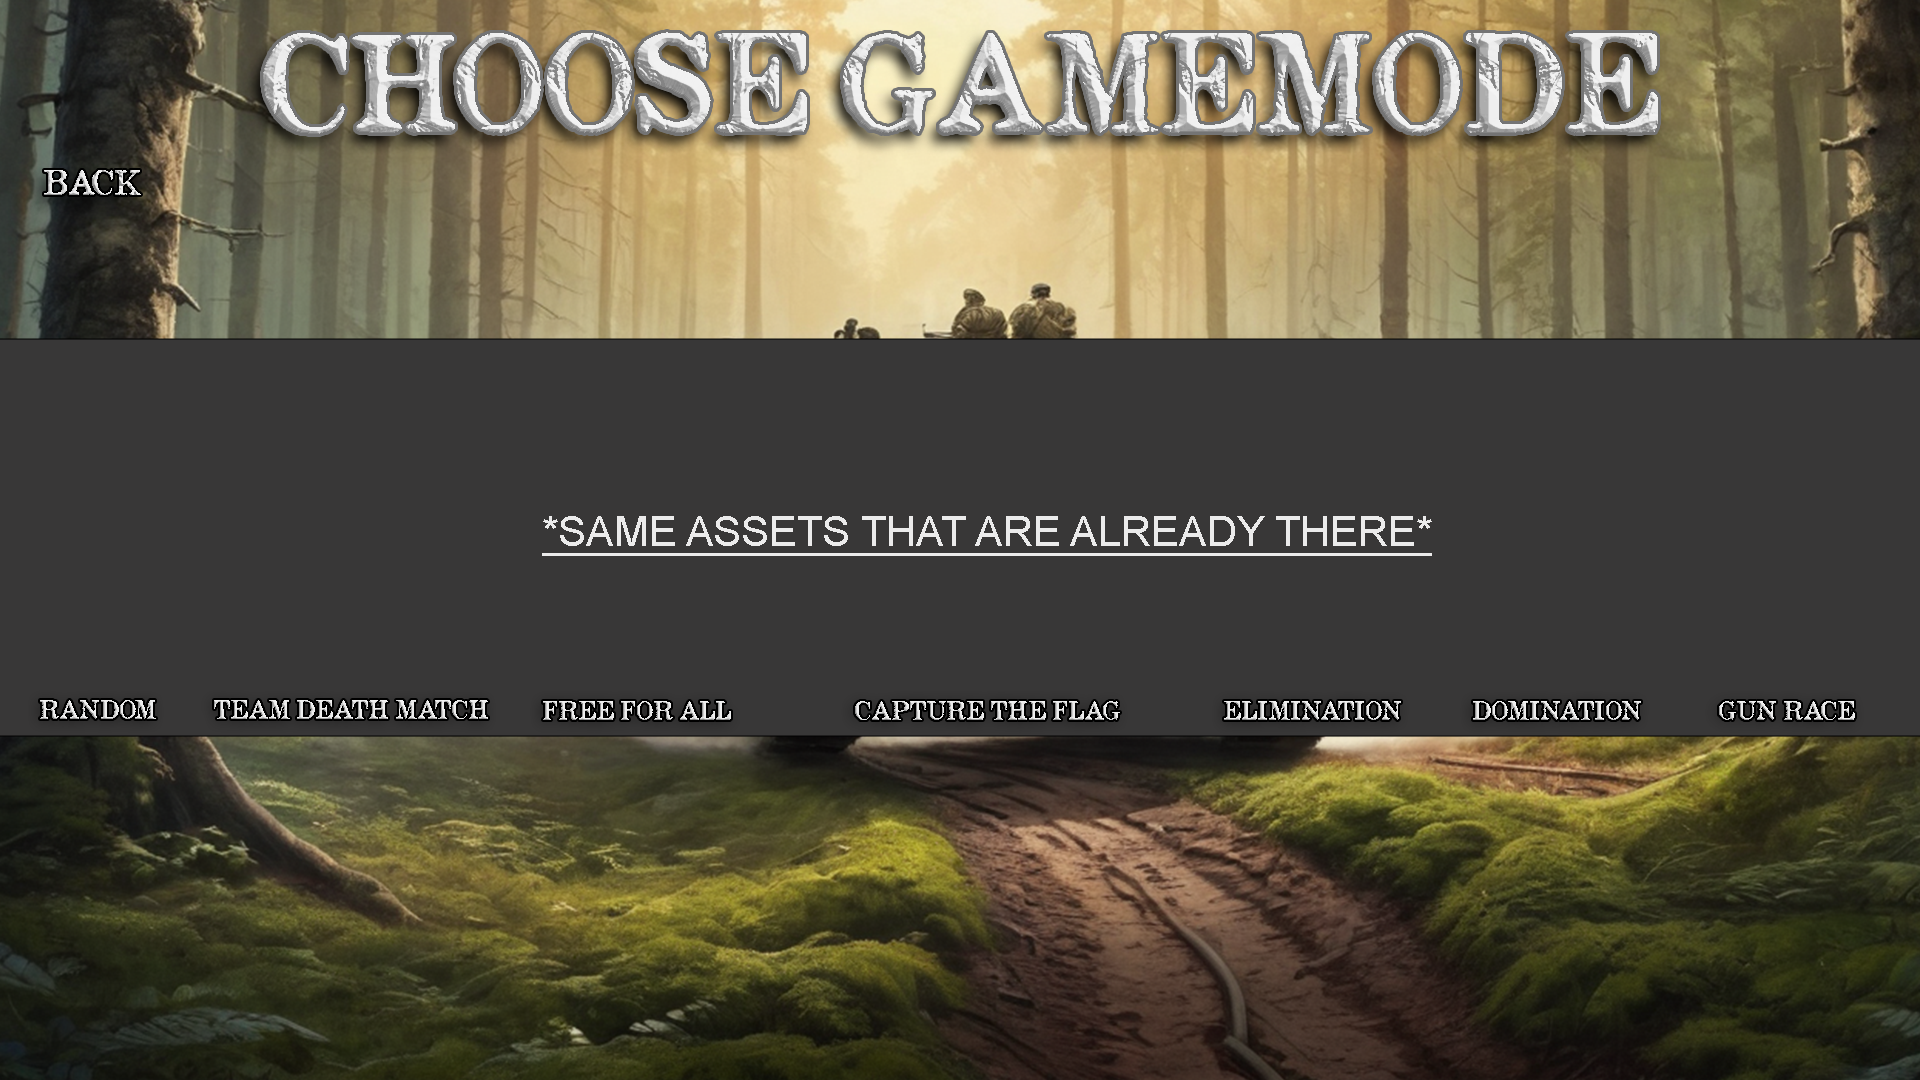 CHOOSE GAMEMODE
BACK
*SAME ASSETS THAT ARE ALREADY THERE*
RANDOM TEAM DEATH MATCH FREE FOR ALL CAPTURE THE FLAG ELIMINATION DOMINATION GUN RACE